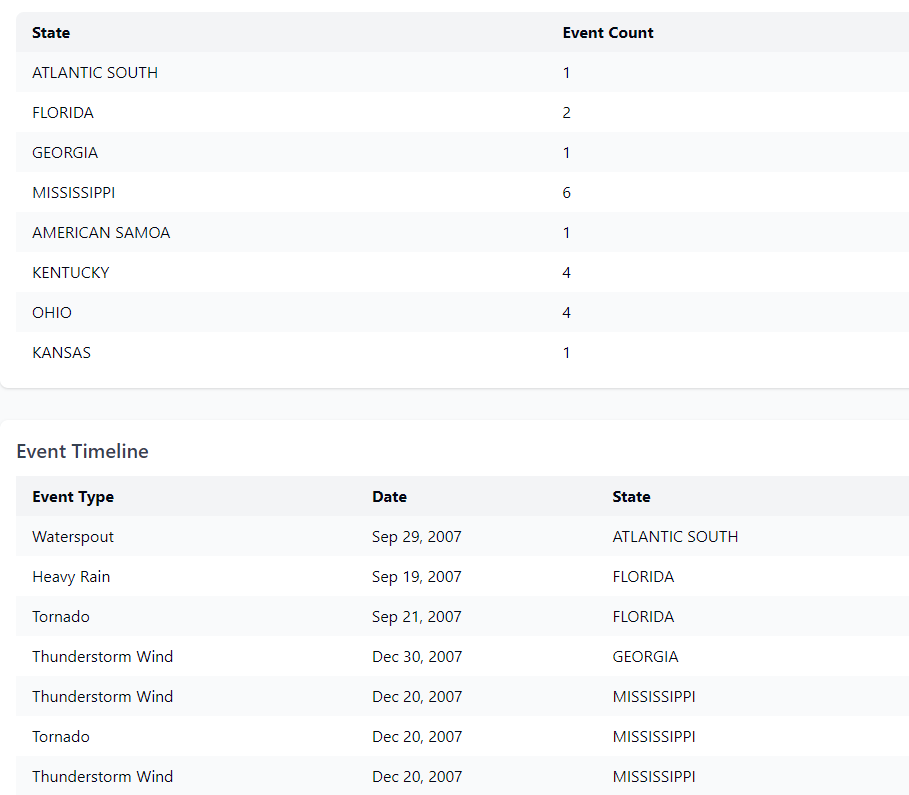 State Event Count
ATLANTIC SOUTH 1
FLORIDA 2
GEORGIA 1
MISSISSIPPI 6
AMERICAN SAMOA 1
KENTUCKY 4
OHIO 4
KANSAS 1
Event Timeline
Event Type Date State
Waterspout Sep 29, 2007 ATLANTIC SOUTH
Heavy Rain Sep 19, 2007 FLORIDA
Tornado Sep 21, 2007 FLORIDA
Thunderstorm Wind Dec 30, 2007 GEORGIA
Thunderstorm Wind Dec 20, 2007 MISSISSIPPI
Tornado Dec 20, 2007 MISSISSIPPI
Thunderstorm Wind Dec 20, 2007 MISSISSIPPI